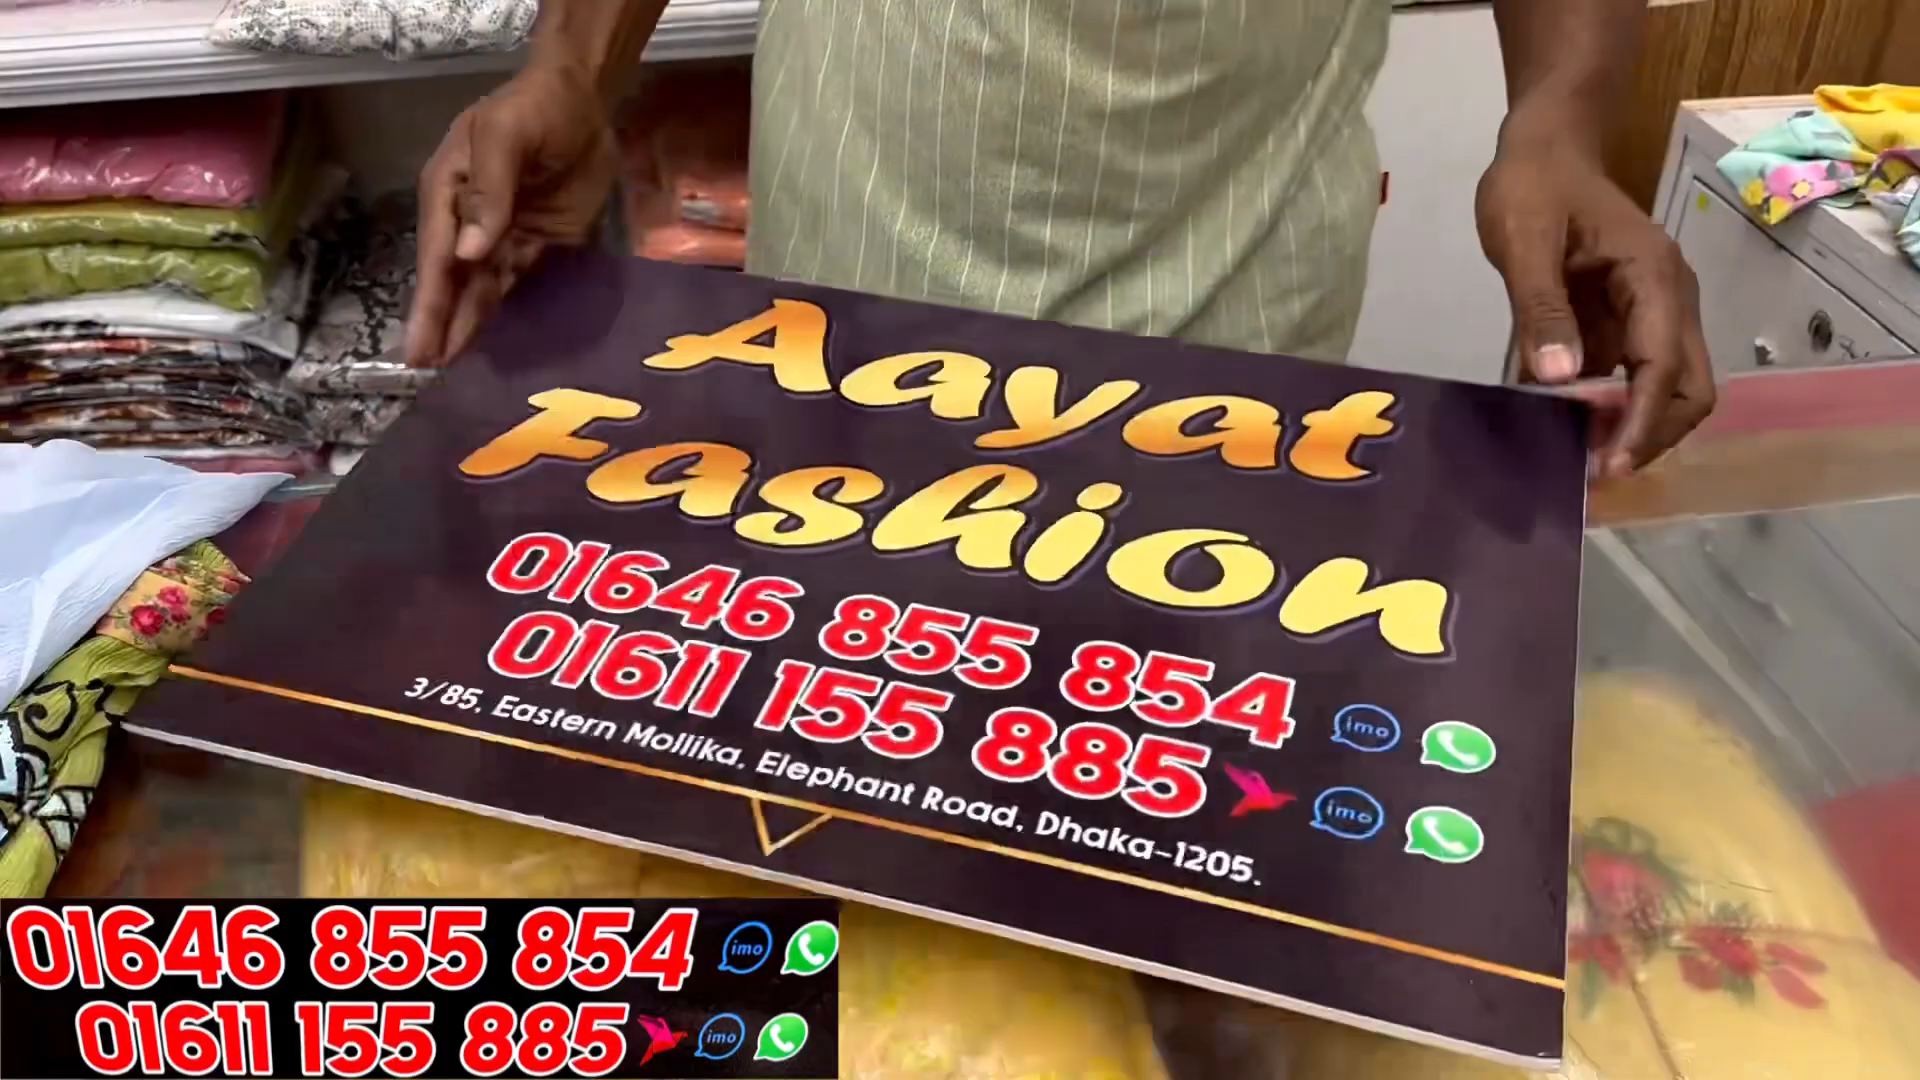 Aayat
Fashion
01646 855 854 imo
01611 155 885 imo
3/85, Eastern Mollika, Elephant Road, Dhaka-1205.
01646 855 854 imo
01611 155 885 imo